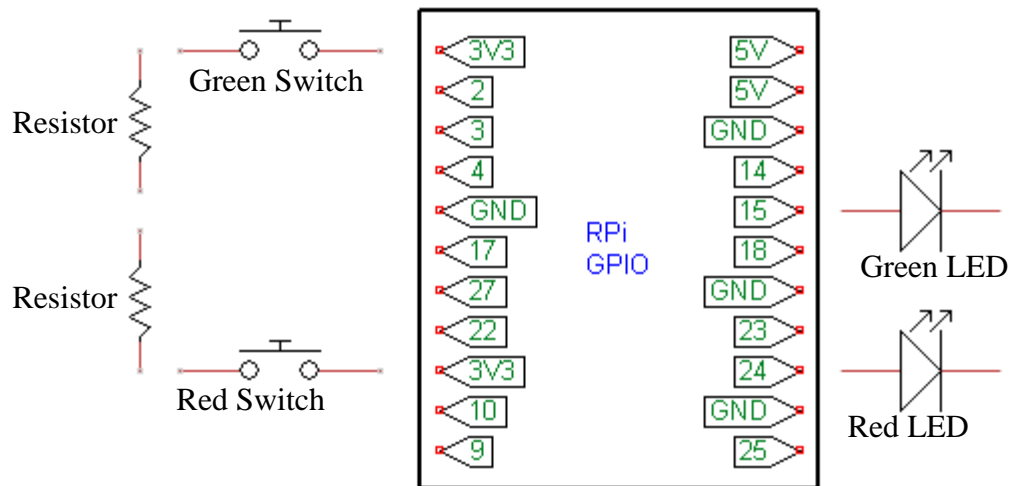 Green Switch
Resistor
Resistor
Red Switch
3V3
2
3
4
GND
17
27
22
3V3
10
9
RPi
GPIO
5V
5V
GND
14
15
18
GND
23
24
GND
25
Green LED
Red LED